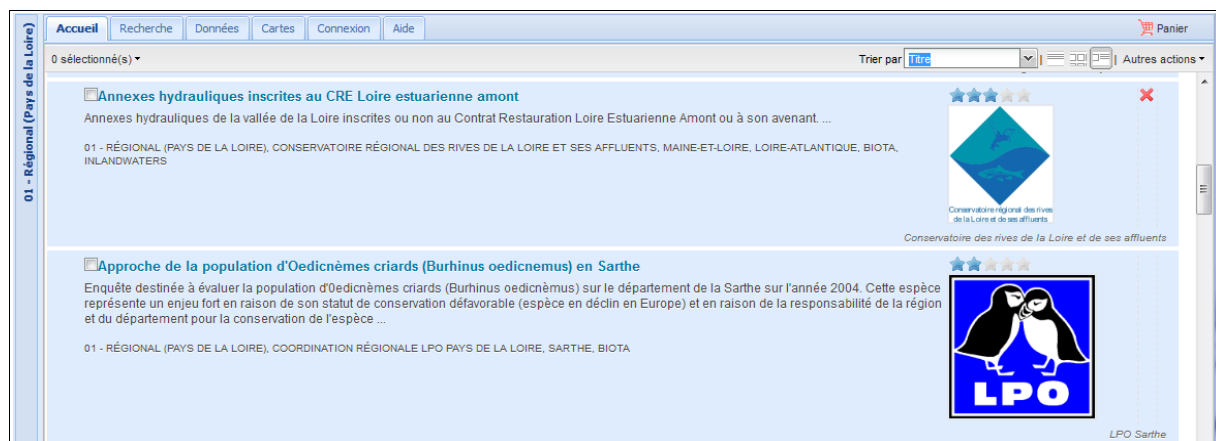 01 - Régional (Pays de la Loire)
Accueil Recherche Données Cartes Connexion Aide Panier
0 sélectionné(s) Trier par Titre Autres actions
Annexes hydrauliques inscrites au CRE Loire estuarienne amont
Annexes hydrauliques de la vallée de la Loire inscrites ou non au Contrat Restauration Loire Estuarienne Amont ou à son avenant. ...
01 - RÉGIONAL (PAYS DE LA LOIRE), CONSERVATOIRE RÉGIONAL DES RIVES DE LA LOIRE ET SES AFFLUENTS, MAINE-ET-LOIRE, LOIRE-ATLANTIQUE, BIOTA,
INLANDWATERS
Conservatoire régional des rives
de la Loire et de ses affluents
Conservatoire des rives de la Loire et de ses affluents
Approche de la population d'Oedicnèmes criards (Burhinus oedicnemus) en Sarthe
Enquête destinée à évaluer la population d'Oedicnèmes criards (Burhinus oedicnèmus) sur le département de la Sarthe sur l'année 2004. Cette espèce
représente un enjeu fort en raison de son statut de conservation défavorable (espèce en déclin en Europe) et en raison de la responsabilité de la région
et du département pour la conservation de l'espèce ...
01 - RÉGIONAL (PAYS DE LA LOIRE), COORDINATION RÉGIONALE LPO PAYS DE LA LOIRE, SARTHE, BIOTA
LPO
LPO Sarthe